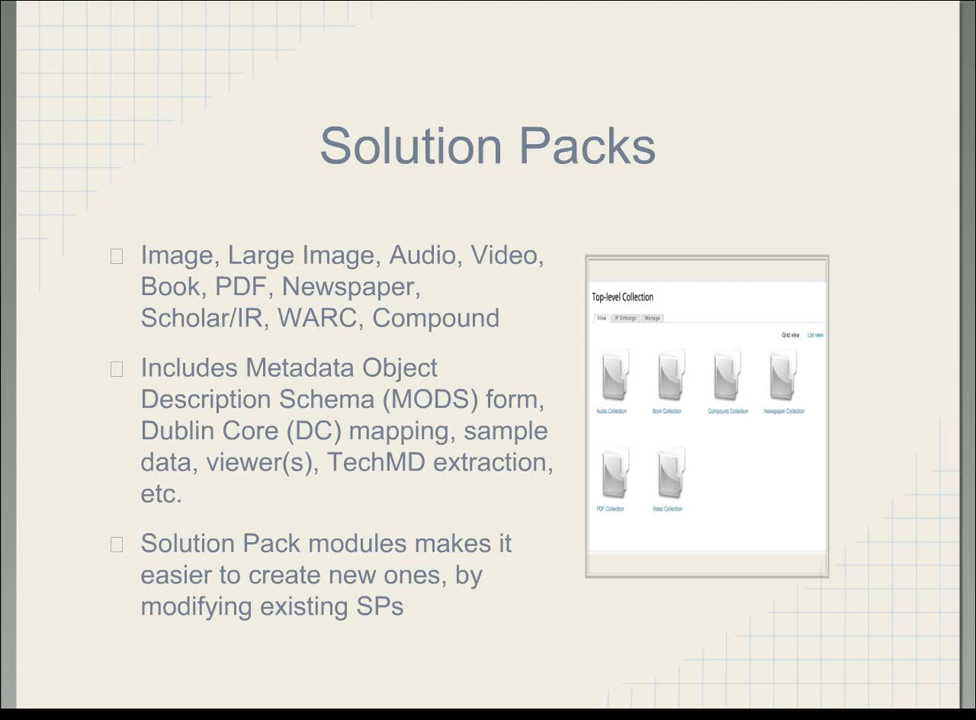 Solution Packs
Image, Large Image, Audio, Video,
Book, PDF, Newspaper,
Scholar/IR, WARC, Compound
Includes Metadata Object
Description Schema (MODS) form,
Dublin Core (DC) mapping, sample
data, viewer(s), TechMD extraction,
etc.
Solution Pack modules makes it
easier to create new ones, by
modifying existing SPs
Top-level Collection
View IP Embargo Manage
Grid view List view
Audio Collection Book Collection Compound Collection Newspaper Collection
PDF Collection Video Collection